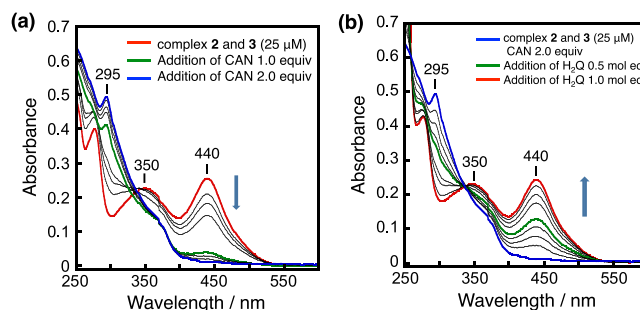 (a)
0.7
0.6
0.5
0.4
0.3
0.2
0.1
0
Absorbance
complex 2 and 3 (25 μM)
Addition of CAN 1.0 equiv
Addition of CAN 2.0 equiv
295
350
440
250
350
450
550
Wavelength / nm
(b)
0.7
0.6
0.5
0.4
0.3
0.2
0.1
0
Absorbance
complex 2 and 3 (25 μM)
CAN 2.0 equiv
Addition of H₂Q 0.5 mol eq
Addition of H₂Q 1.0 mol eq
295
350
440
250
350
450
550
Wavelength / nm